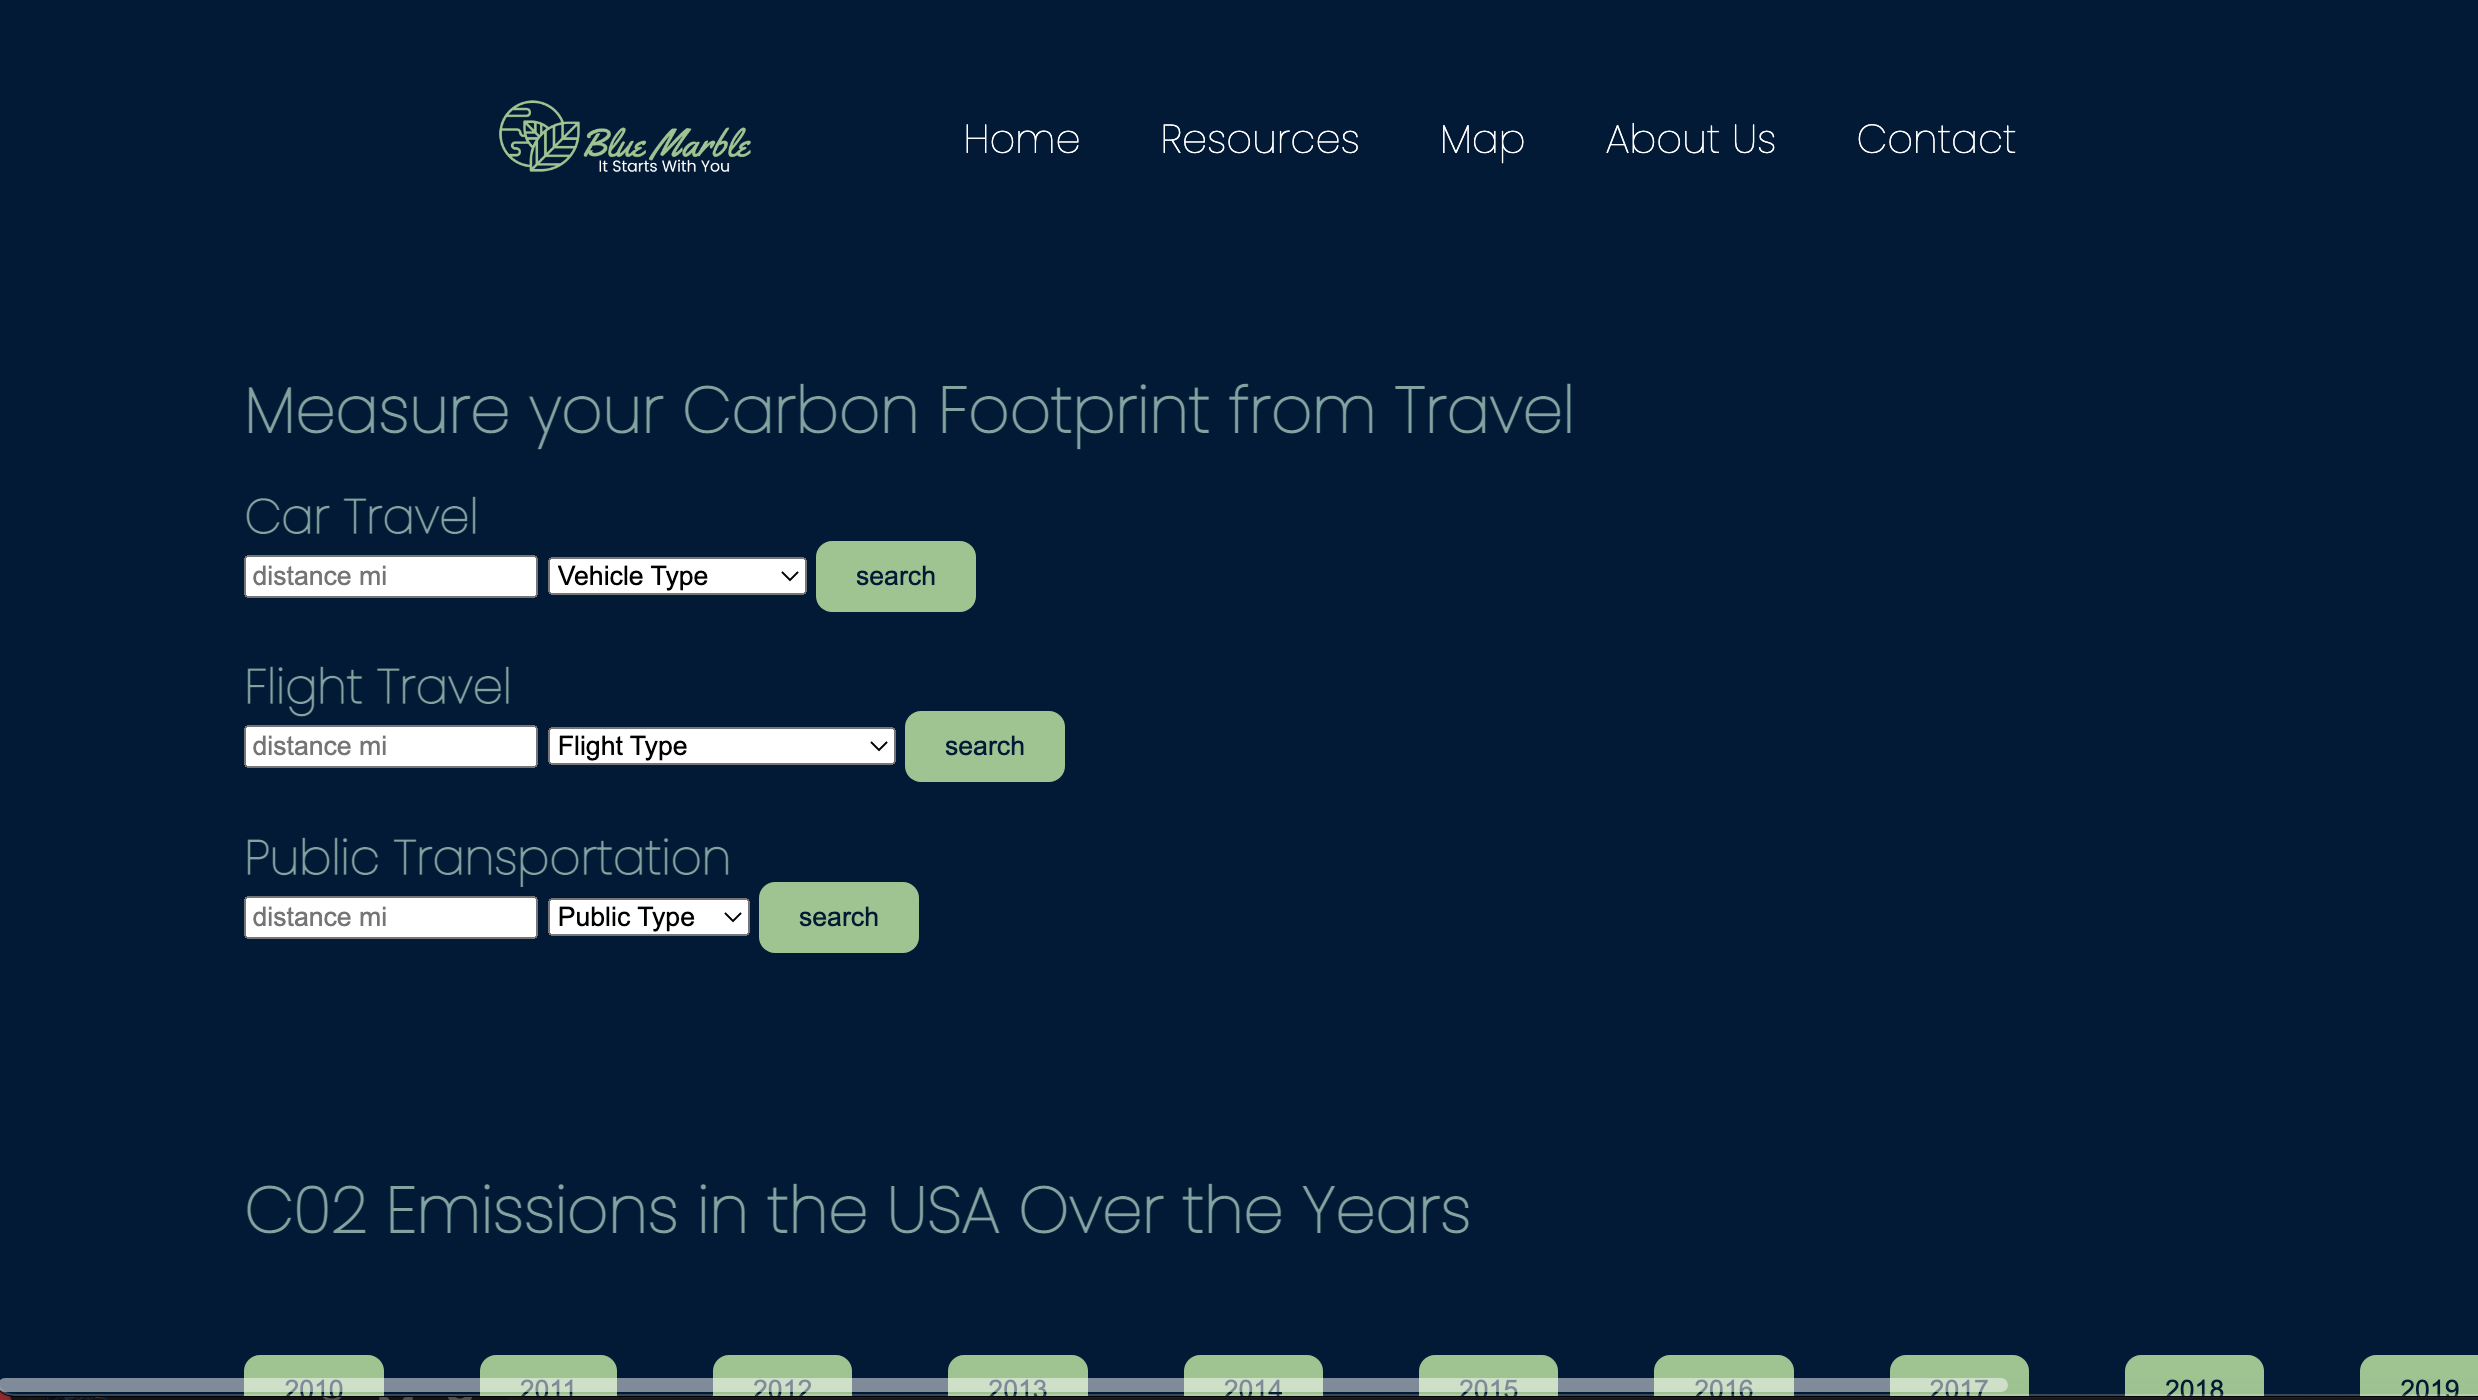 Blue Marble
It Starts With You
Home Resources Map About Us Contact
Measure your Carbon Footprint from Travel
Car Travel
distance mi Vehicle Type search
Flight Travel
distance mi Flight Type search
Public Transportation
distance mi Public Type search
C02 Emissions in the USA Over the Years
2010 2011 2012 2013 2014 2015 2016 2017 2018 2019